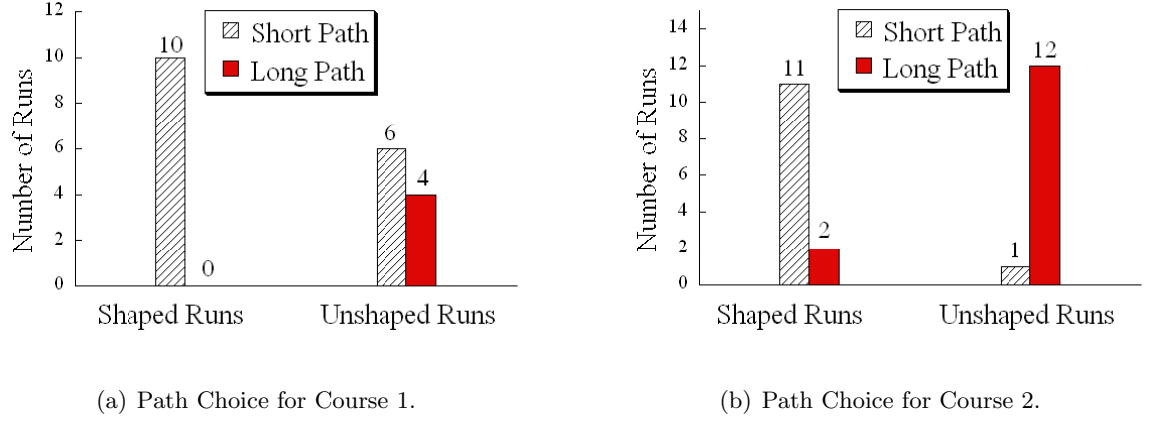 12
10
8
6
4
2
0
Number of Runs
Short Path
Long Path
10
0
6
4
Shaped Runs
Unshaped Runs
(a) Path Choice for Course 1.
14
12
10
8
6
4
2
0
Number of Runs
Short Path
Long Path
11
2
1
12
Shaped Runs
Unshaped Runs
(b) Path Choice for Course 2.